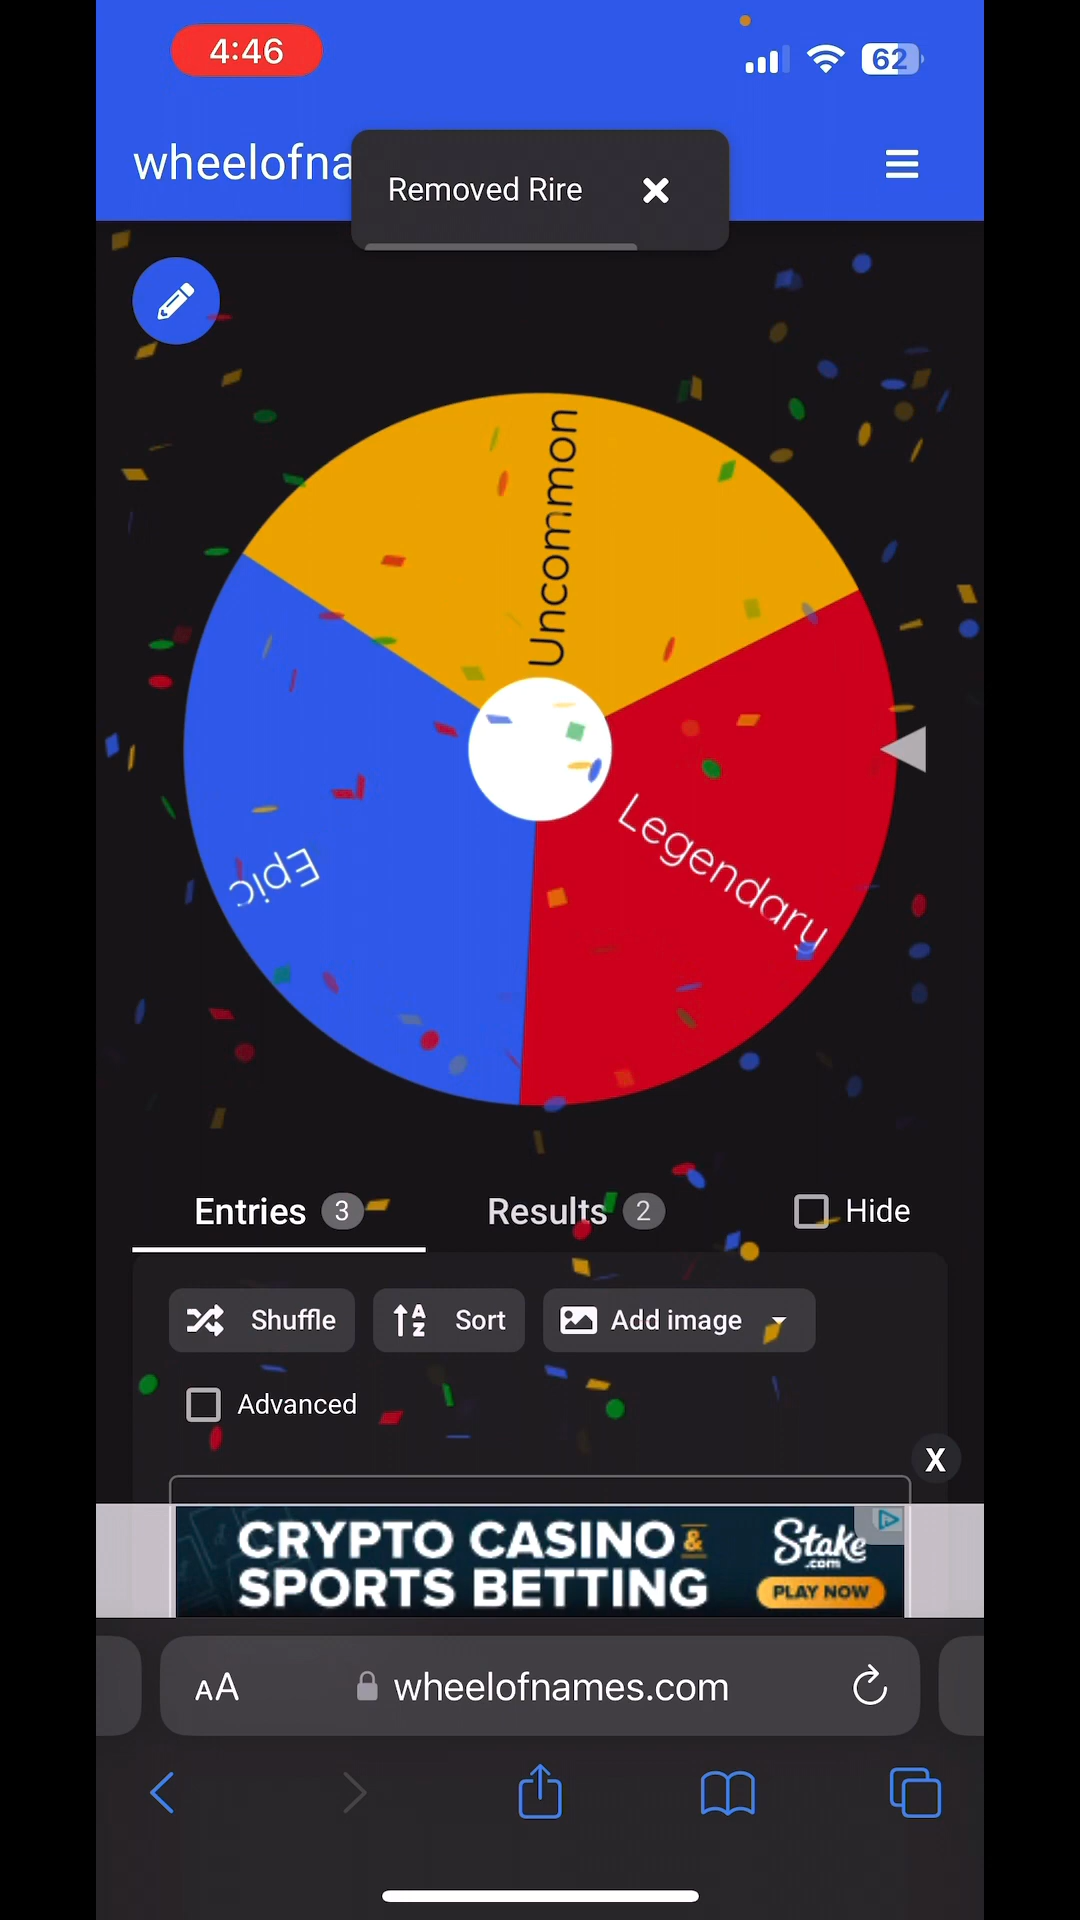 4:46
62
wheelofna
Removed Rire
Uncommon
Legendary
Epic
Entries 3
Results 2
Hide
Shuffle
Sort
Add image
Advanced
X
CRYPTO CASINO &
SPORTS BETTING
Stake
.com
PLAY NOW
AA
wheelofnames.com